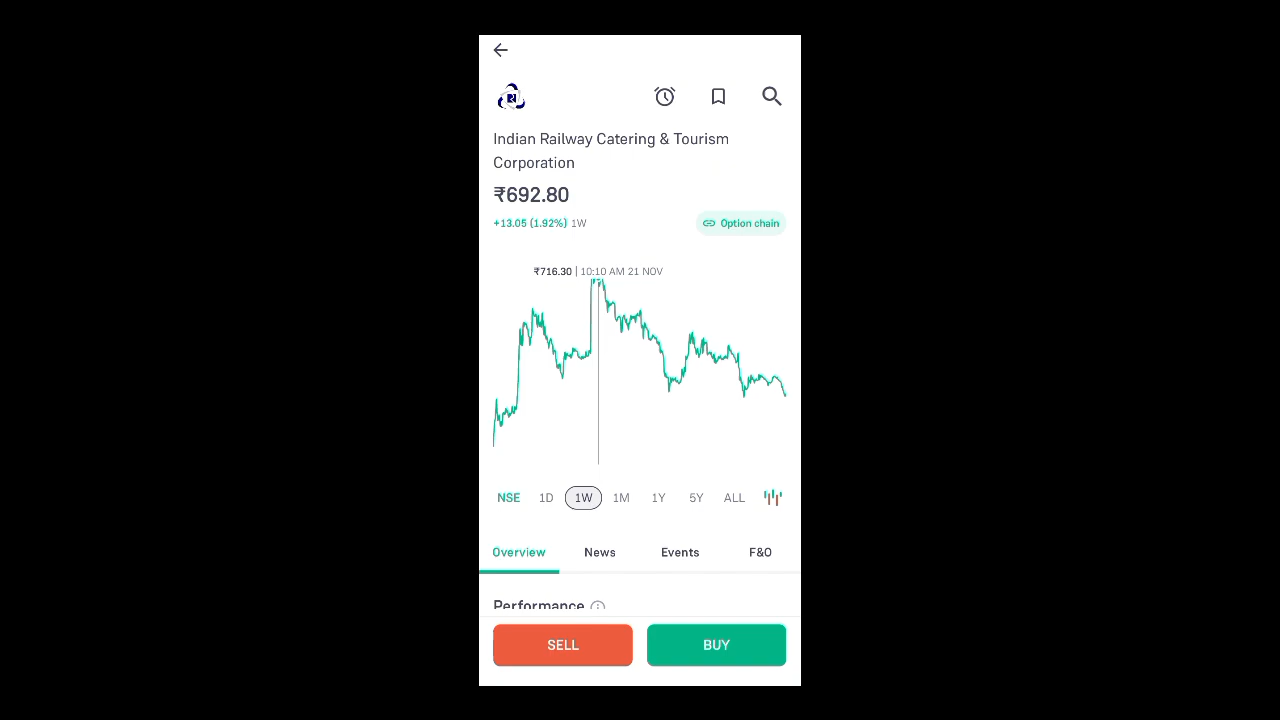 Indian Railway Catering & Tourism
Corporation
₹692.80
+13.05 (1.92%) 1W
Option chain
₹716.30 | 10:10 AM 21 NOV
NSE 1D 1W 1M 1Y 5Y ALL
Overview News Events F&O
Performance
SELL BUY